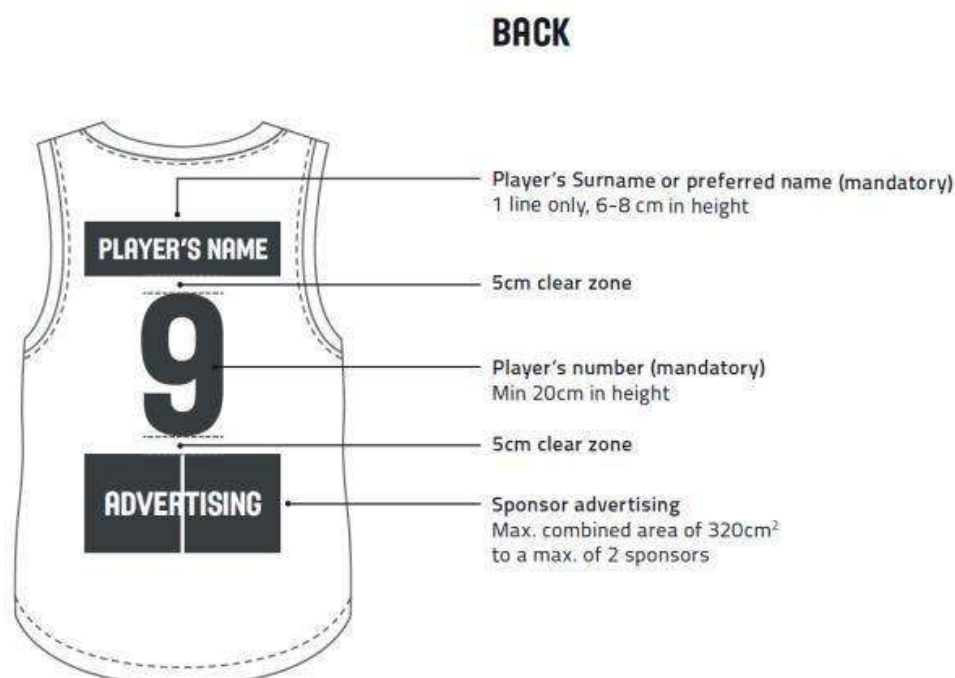 BACK
Player's Surname or preferred name (mandatory)
1 line only, 6-8 cm in height
PLAYER'S NAME
5cm clear zone
9
Player's number (mandatory)
Min 20cm in height
5cm clear zone
ADVERTISING
Sponsor advertising
Max. combined area of 320cm²
to a max. of 2 sponsors